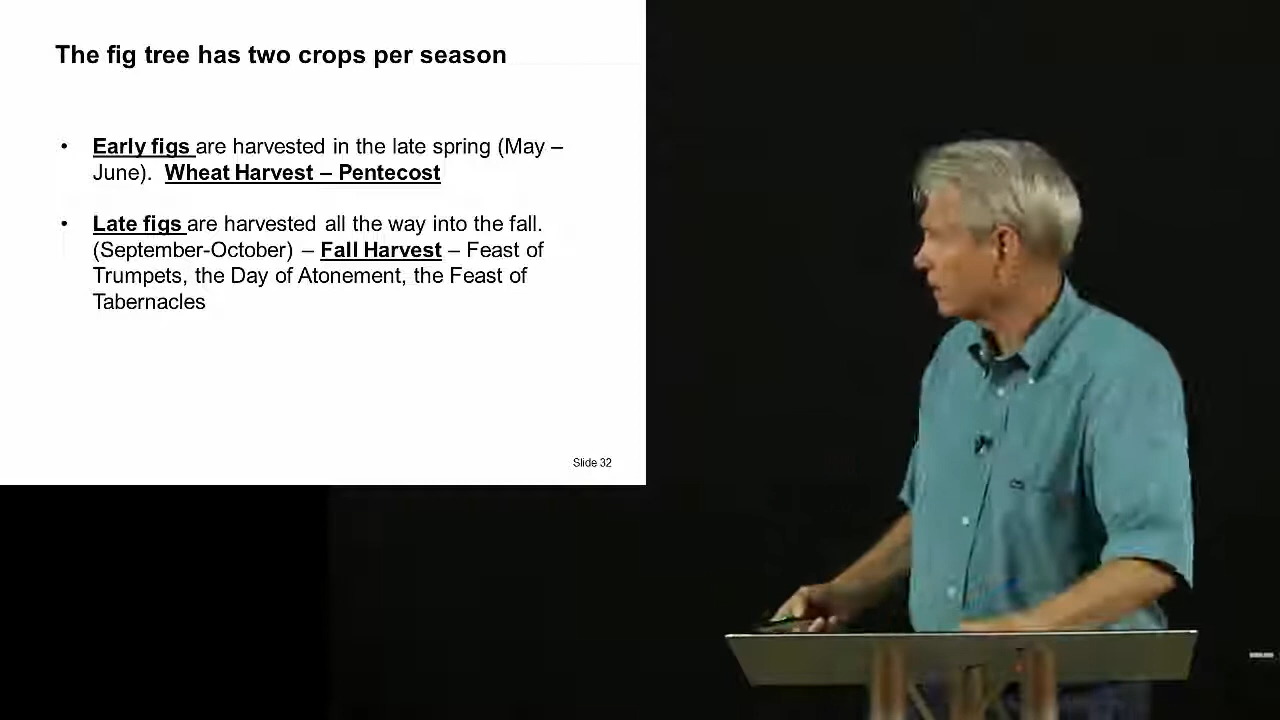 The fig tree has two crops per season
• Early figs are harvested in the late spring (May –
June). Wheat Harvest – Pentecost
• Late figs are harvested all the way into the fall.
(September-October) – Fall Harvest – Feast of
Trumpets, the Day of Atonement, the Feast of
Tabernacles
Slide 32